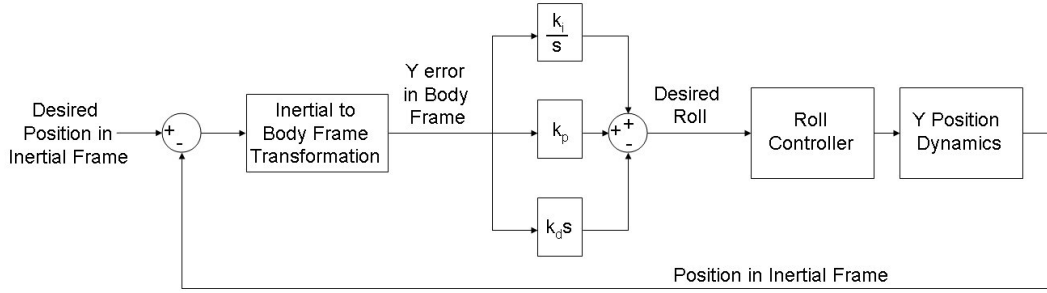 Desired
Position in
Inertial Frame
+
-
Inertial to
Body Frame
Transformation
Y error
in Body
Frame
k_i
s
k_p
k_d s
+
+
-
Desired
Roll
Roll
Controller
Y Position
Dynamics
Position in Inertial Frame